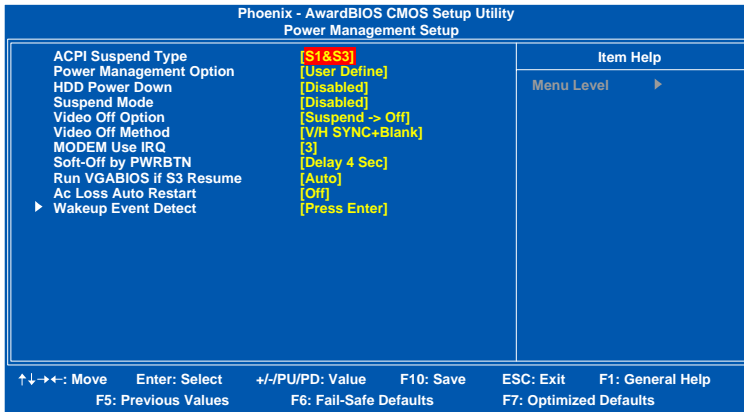 Phoenix - AwardBIOS CMOS Setup Utility
Power Management Setup
ACPI Suspend Type [S1&S3]
Power Management Option [User Define]
HDD Power Down [Disabled]
Suspend Mode [Disabled]
Video Off Option [Suspend -> Off]
Video Off Method [V/H SYNC+Blank]
MODEM Use IRQ [3]
Soft-Off by PWRBTN [Delay 4 Sec]
Run VGABIOS if S3 Resume [Auto]
Ac Loss Auto Restart [Off]
Wakeup Event Detect [Press Enter]
Item Help
Menu Level
↑↓→←: Move Enter: Select +/-/PU/PD: Value F10: Save ESC: Exit F1: General Help
F5: Previous Values F6: Fail-Safe Defaults F7: Optimized Defaults